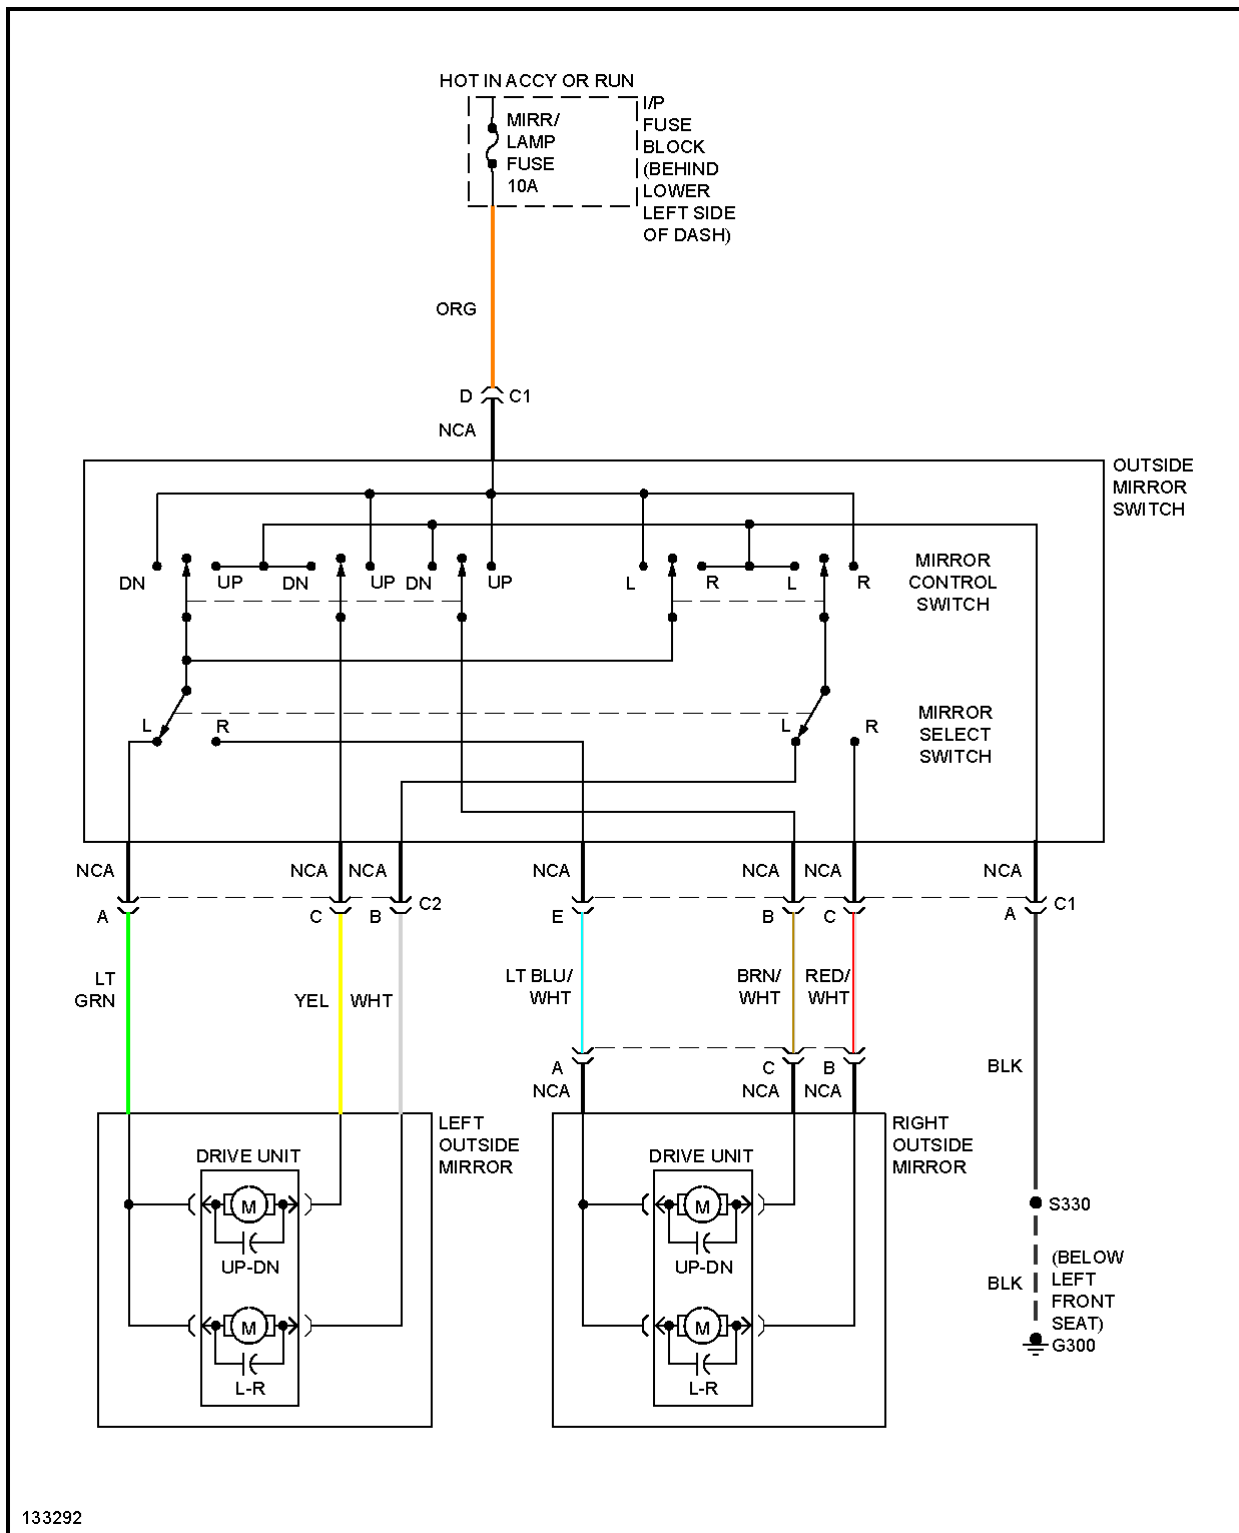 HOT IN ACCY OR RUN
MIRR/
LAMP
FUSE
10A
I/P
FUSE
BLOCK
(BEHIND
LOWER
LEFT SIDE
OF DASH)
ORG
D C1
NCA
OUTSIDE
MIRROR
SWITCH
DN UP DN UP DN UP L R L R
MIRROR
CONTROL
SWITCH
L R L R
MIRROR
SELECT
SWITCH
NCA NCA NCA NCA NCA NCA NCA
A C B C2 E B C A C1
LT
GRN
YEL WHT
LT BLU/
WHT
BRN/
WHT
RED/
WHT
A C B
NCA NCA NCA
BLK
LEFT
OUTSIDE
MIRROR
DRIVE UNIT
M
UP-DN
M
L-R
RIGHT
OUTSIDE
MIRROR
DRIVE UNIT
M
UP-DN
M
L-R
S330
BLK
(BELOW
LEFT
FRONT
SEAT)
G300
133292